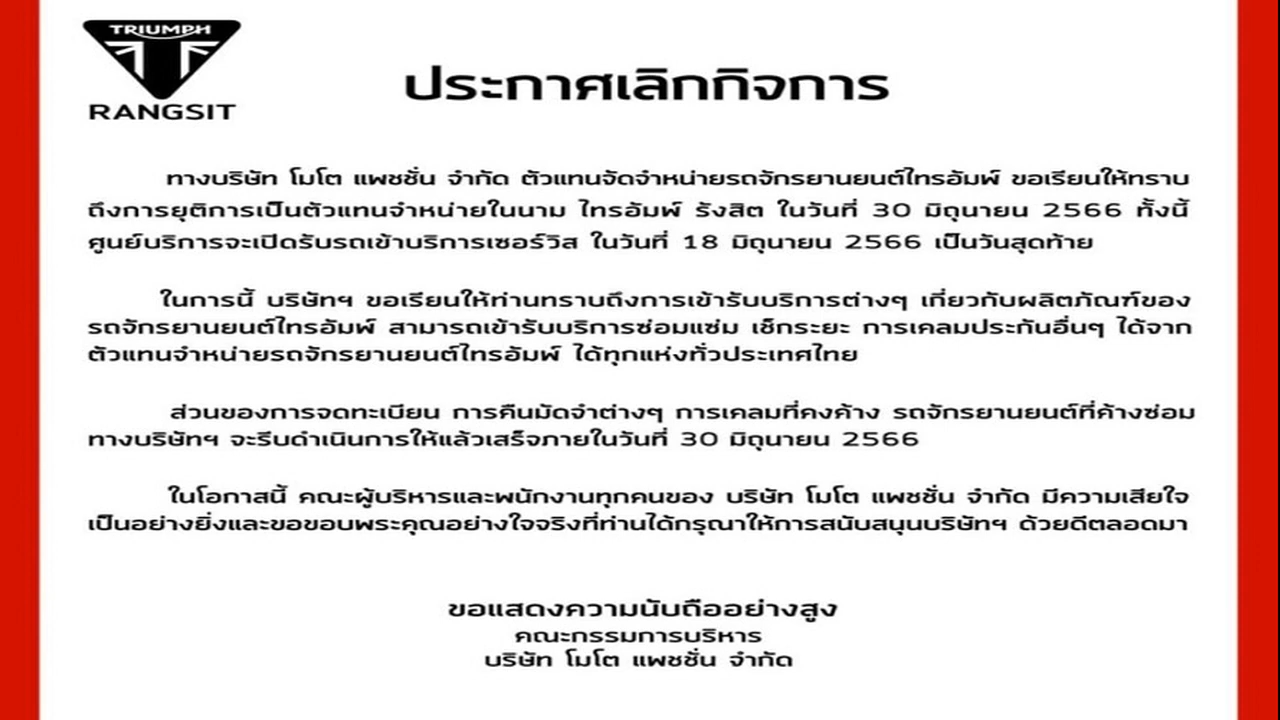 TRIUMPH
RANGSIT
ประกาศเลิกกิจการ
ทางบริษัท โมโต แพชชั่น จำกัด ตัวแทนจัดจำหน่ายรถจักรยานยนต์ไทรอัมพ์ ขอเรียนให้ทราบ
ถึงการยุติการเป็นตัวแทนจำหน่ายในนาม ไทรอัมพ์ รังสิต ในวันที่ 30 มิถุนายน 2566 ทั้งนี้
ศูนย์บริการจะเปิดรับรถเข้าบริการเซอร์วิส ในวันที่ 18 มิถุนายน 2566 เป็นวันสุดท้าย
ในการนี้ บริษัทฯ ขอเรียนให้ท่านทราบถึงการเข้ารับบริการต่างๆ เกี่ยวกับผลิตภัณฑ์ของ
รถจักรยานยนต์ไทรอัมพ์ สามารถเข้ารับบริการซ่อมแซ่ม เช็กระยะ การเคลมประกันอื่นๆ ได้จาก
ตัวแทนจำหน่ายรถจักรยานยนต์ไทรอัมพ์ ได้ทุกแห่งทั่วประเทศไทย
ส่วนของการจดทะเบียน การคืนมัดจำต่างๆ การเคลมที่คงค้าง รถจักรยานยนต์ที่ค้างซ่อม
ทางบริษัทฯ จะรีบดำเนินการให้แล้วเสร็จภายในวันที่ 30 มิถุนายน 2566
ในโอกาสนี้ คณะผู้บริหารและพนักงานทุกคนของ บริษัท โมโต แพชชั่น จำกัด มีความเสียใจ
เป็นอย่างยิ่งและขอขอบพระคุณอย่างใจจริงที่ท่านได้กรุณาให้การสนับสนุนบริษัทฯ ด้วยดีตลอดมา
ขอแสดงความนับถืออย่างสูง
คณะกรรมการบริหาร
บริษัท โมโต แพชชั่น จำกัด